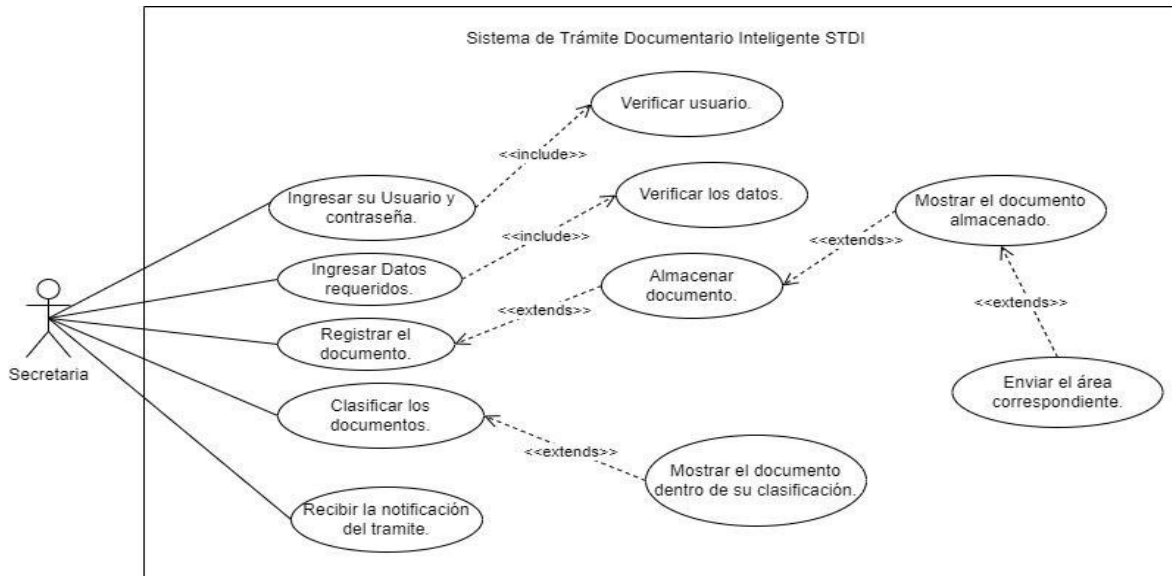 Sistema de Trámite Documentario Inteligente STDI
Verificar usuario.
<<include>>
Ingresar su Usuario y
contraseña.
Verificar los datos.
<<include>>
Mostrar el documento
almacenado.
<<extends>>
Ingresar Datos
requeridos.
Almacenar
documento.
<<extends>>
<<extends>>
Registrar el
documento.
Secretaria
Enviar el área
correspondiente.
Clasificar los
documentos.
<<extends>>
Mostrar el documento
dentro de su clasificación.
Recibir la notificación
del tramite.